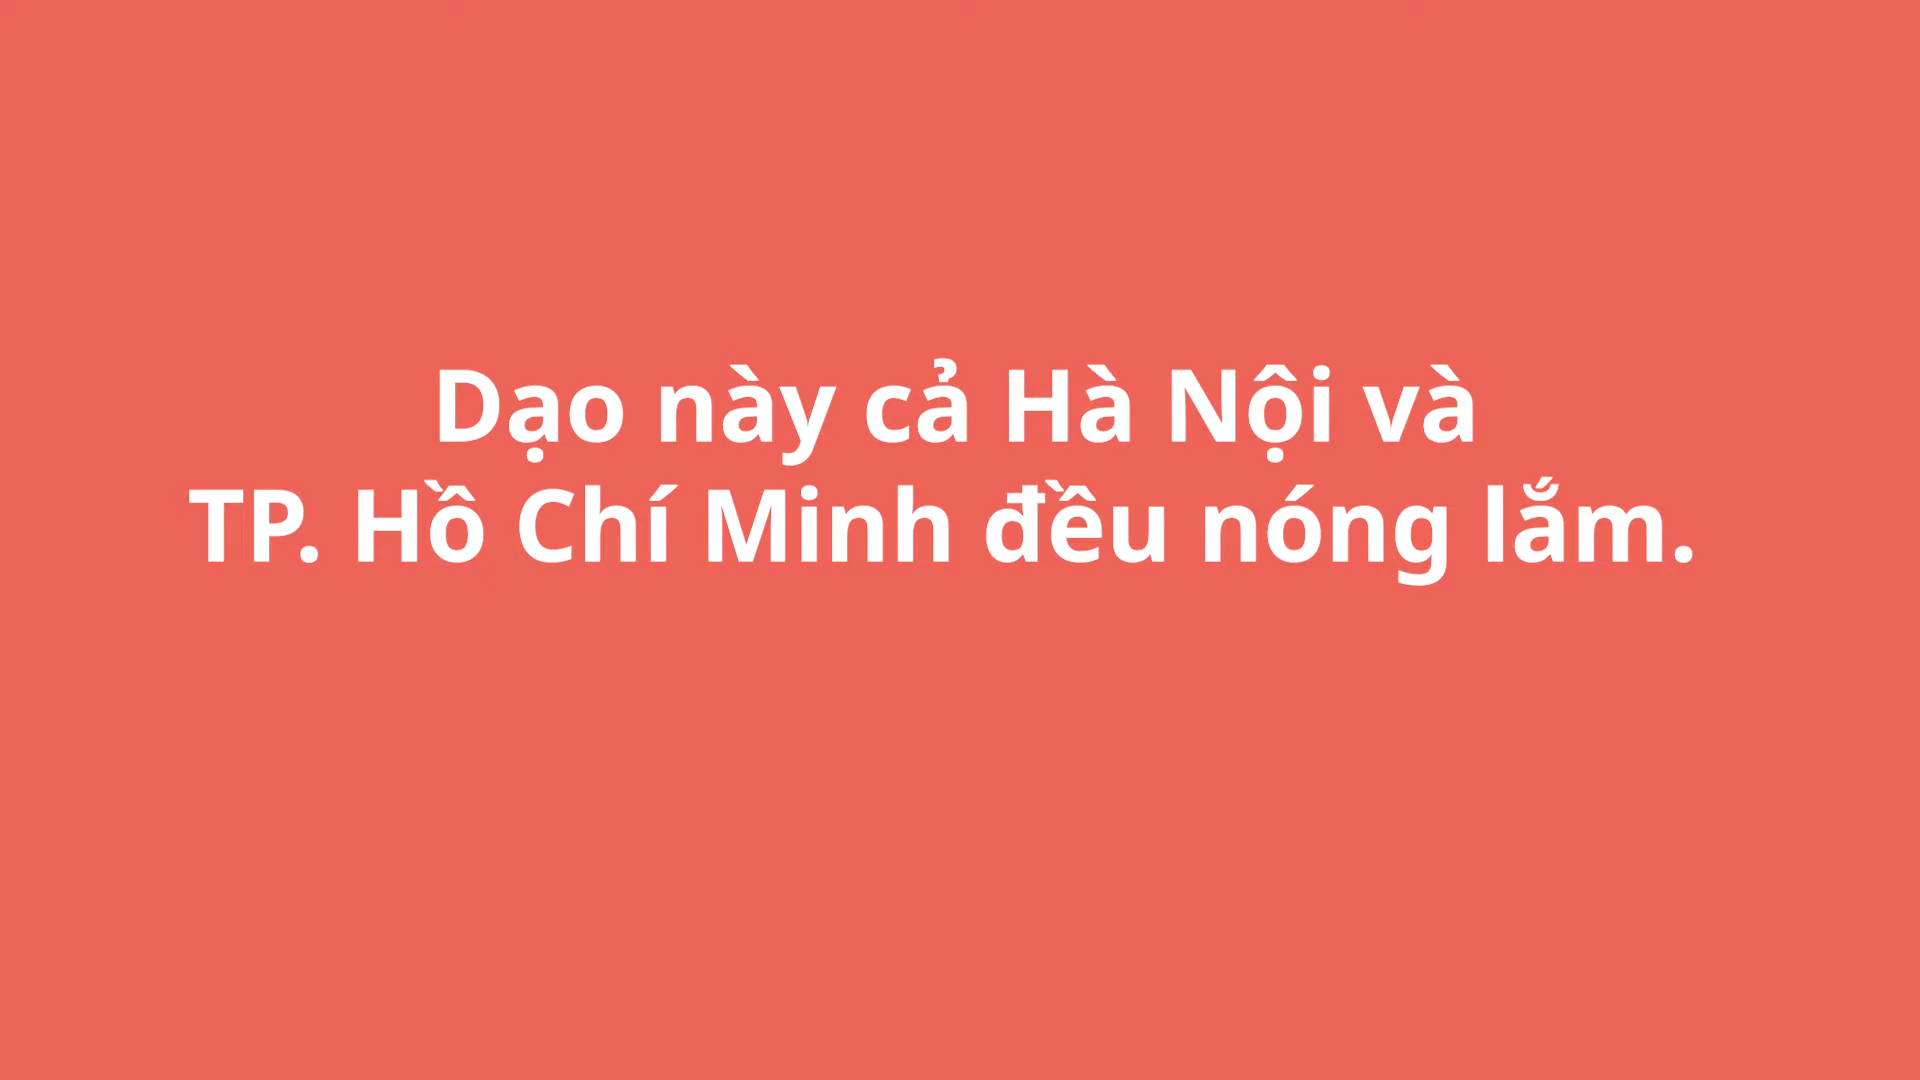 Dạo này cả Hà Nội và
TP. Hồ Chí Minh đều nóng lắm.